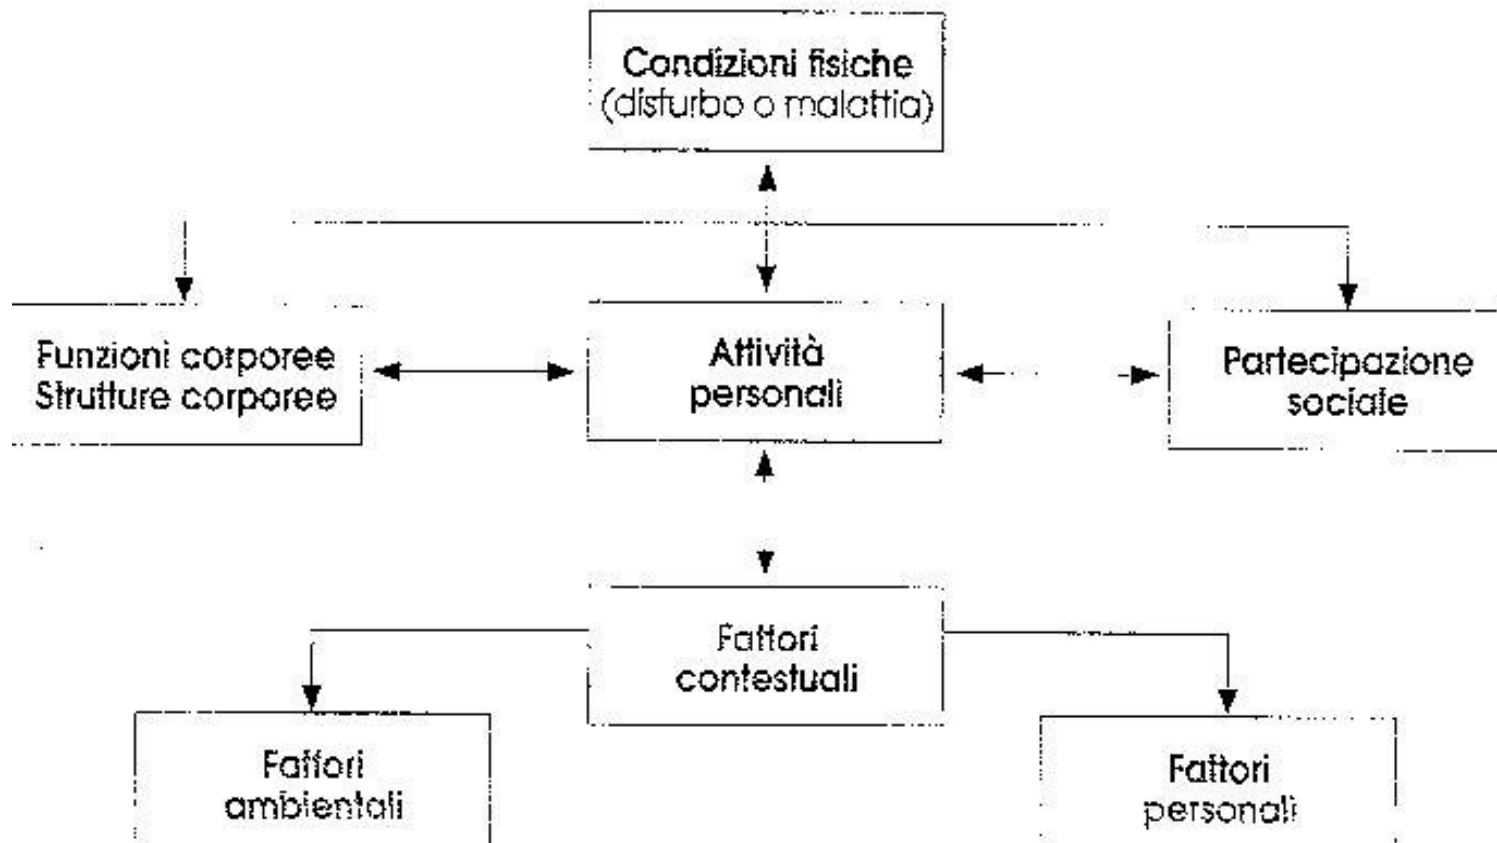 Condizioni fisiche
(disturbo o malattia)
Funzioni corporee
Strutture corporee
Attività
personali
Partecipazione
sociale
Fattori
contestuali
Fattori
ambientali
Fattori
personali